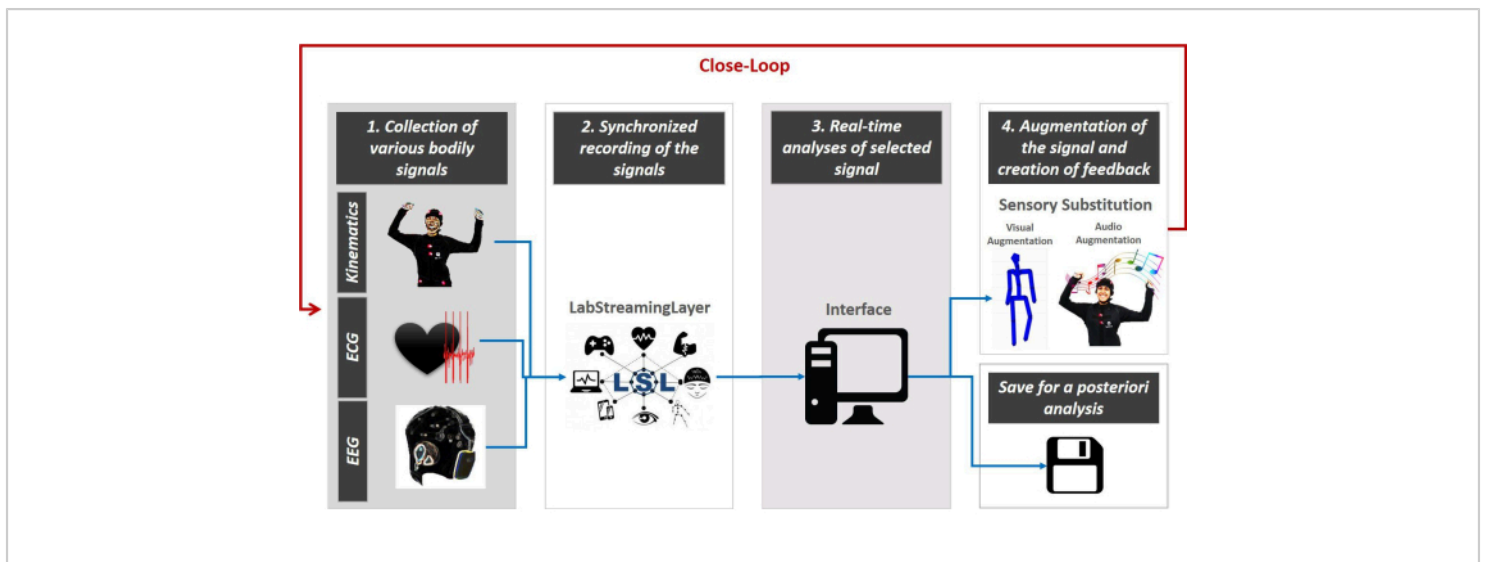 Close-Loop
1. Collection of
various bodily
signals
2. Synchronized
recording of the
signals
3. Real-time
analyses of selected
signal
4. Augmentation of
the signal and
creation of feedback
Kinematics
ECG
EEG
LabStreamingLayer
LSL
Interface
Sensory Substitution
Visual
Augmentation
Audio
Augmentation
Save for a posteriori
analysis